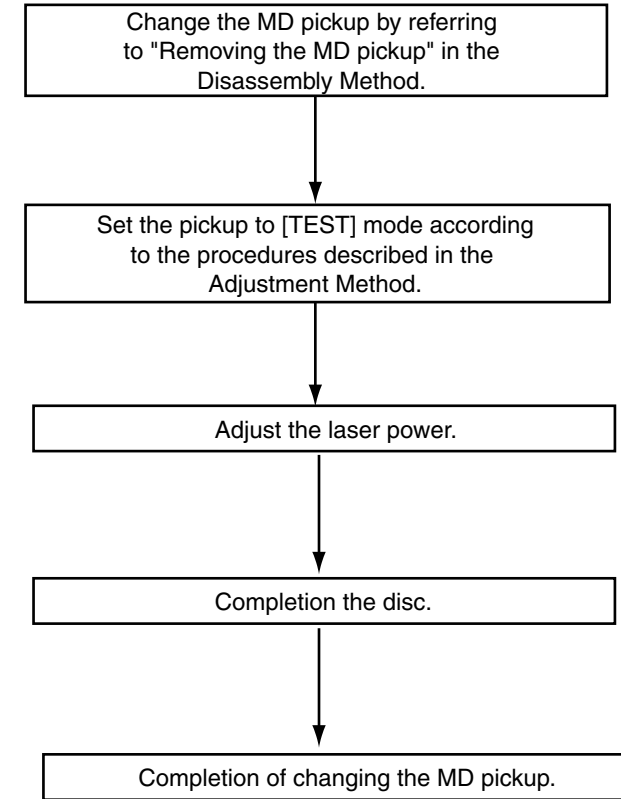 Change the MD pickup by referring
to "Removing the MD pickup" in the
Disassembly Method.
Set the pickup to [TEST] mode according
to the procedures described in the
Adjustment Method.
Adjust the laser power.
Completion the disc.
Completion of changing the MD pickup.